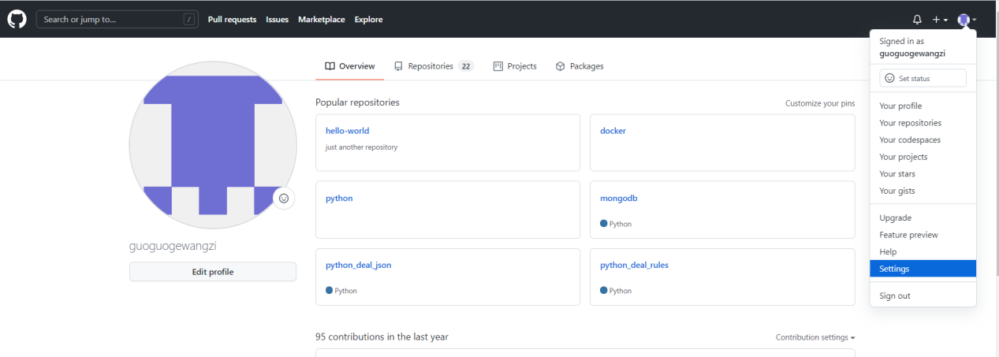 Search or jump to... /
Pull requests Issues Marketplace Explore
Signed in as
guoguogewangzi
Set status
Your profile
Your repositories
Your codespaces
Your projects
Your stars
Your gists
Upgrade
Feature preview
Help
Settings
Sign out
Overview Repositories 22 Projects Packages
guoguogewangzi
Edit profile
Popular repositories Customize your pins
hello-world
just another repository
docker
python
mongodb
Python
python_deal_json
Python
python_deal_rules
Python
95 contributions in the last year Contribution settings